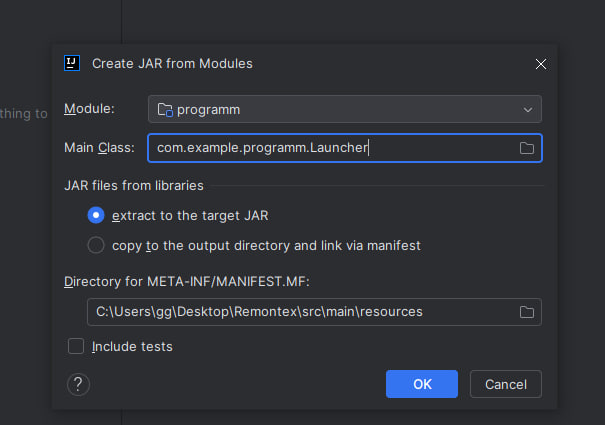 Create JAR from Modules
thing to
Module: programm
Main Class: com.example.programm.Launcher
JAR files from libraries
extract to the target JAR
copy to the output directory and link via manifest
Directory for META-INF/MANIFEST.MF:
C:\Users\gg\Desktop\Remontex\src\main\resources
Include tests
? OK Cancel